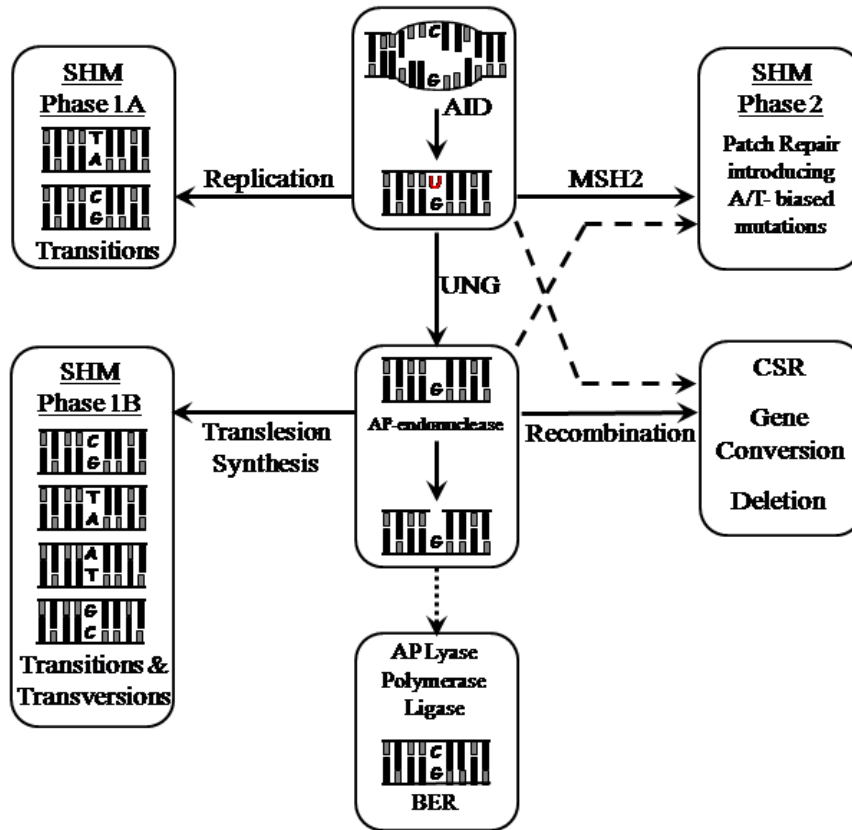 SHM
Phase 1A
T
A
C
G
Transitions
Replication
C
G
AID
U
G
MSH2
SHM
Phase 2
Patch Repair
introducing
A/T- biased
mutations
UNG
SHM
Phase 1B
C
G
T
A
A
T
G
C
Transitions &
Transversions
Translesion
Synthesis
G
AP-endonuclease
G
Recombination
CSR
Gene
Conversion
Deletion
AP Lyase
Polymerase
Ligase
C
G
BER